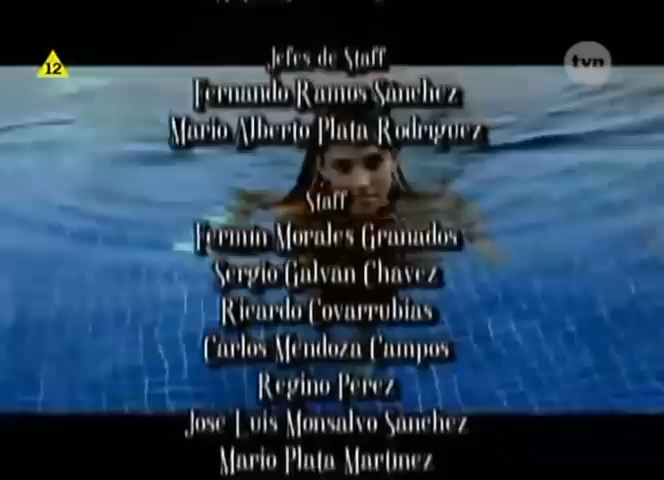 12
tvn
Jefes de Staff
Fernando Ramos Sánchez
Mario Alberto Plata Rodríguez
Staff
Fermín Morales Granados
Sergio Galván Chávez
Ricardo Covarrubias
Carlos Mendoza Campos
Regino Pérez
José Luis Monsalvo Sánchez
Mario Plata Martínez